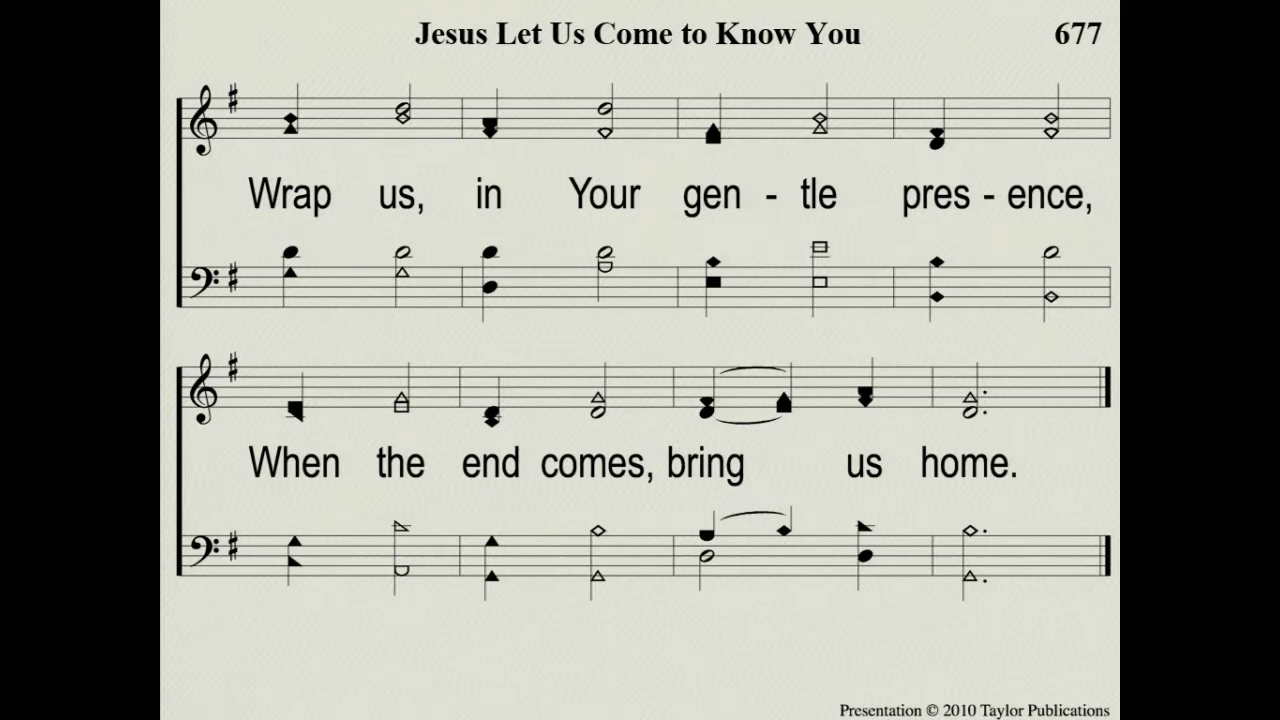 Jesus Let Us Come to Know You 677
Wrap us, in Your gen - tle pres - ence,
When the end comes, bring us home.
Presentation © 2010 Taylor Publications